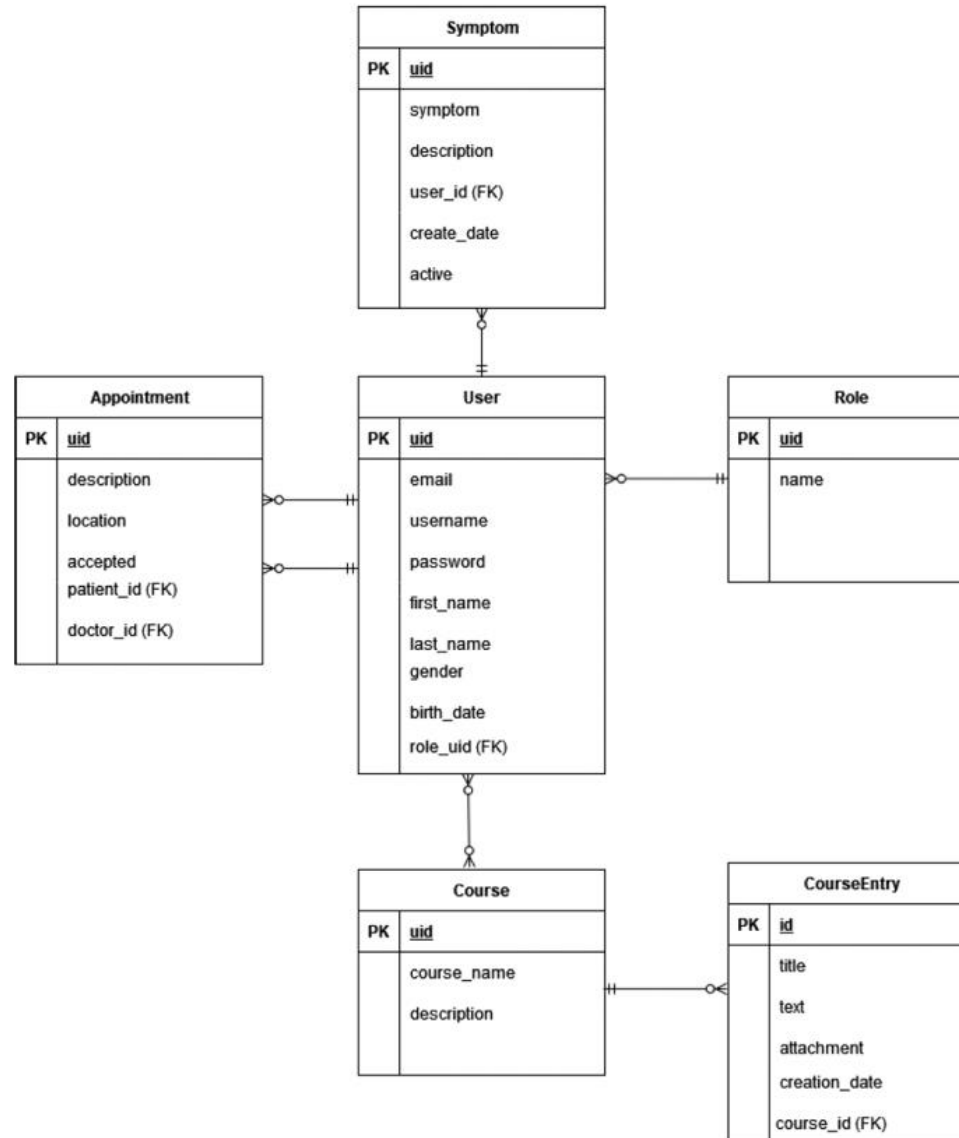 Symptom
PK uid
symptom
description
user_id (FK)
create_date
active
Appointment
PK uid
description
location
accepted
patient_id (FK)
doctor_id (FK)
User
PK uid
email
username
password
first_name
last_name
gender
birth_date
role_uid (FK)
Role
PK uid
name
Course
PK uid
course_name
description
CourseEntry
PK id
title
text
attachment
creation_date
course_id (FK)